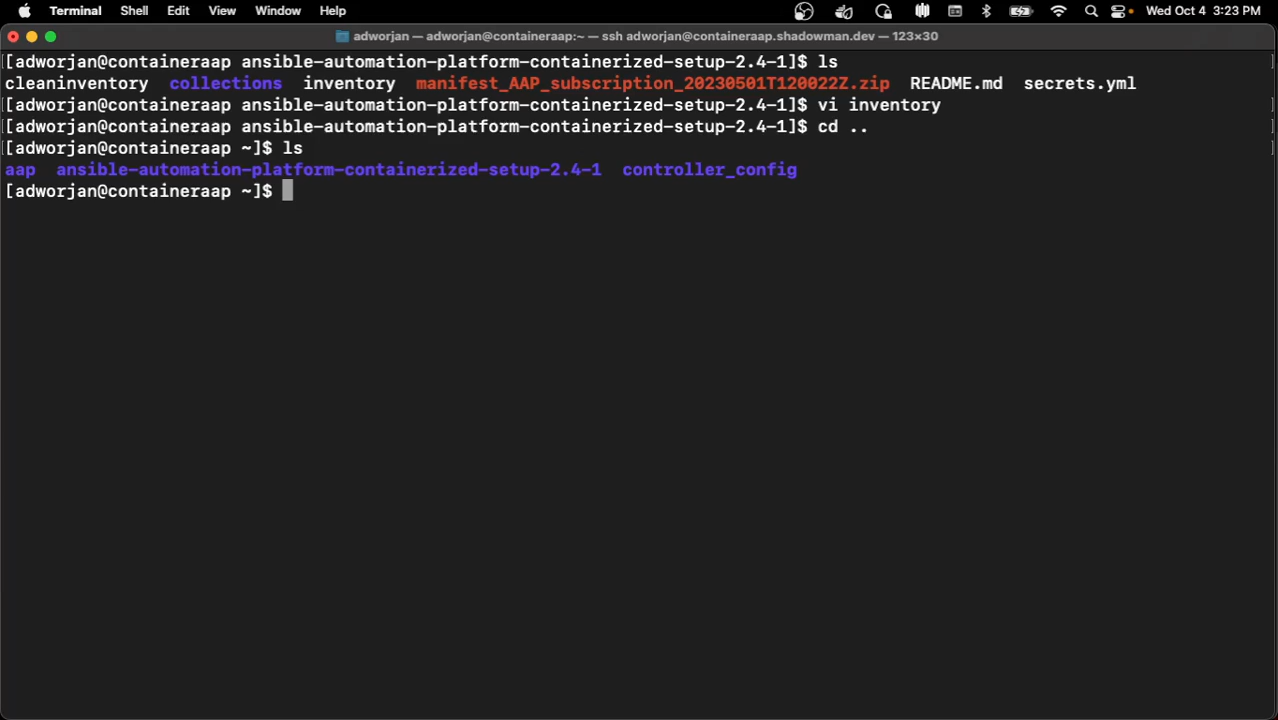 Terminal Shell Edit View Window Help Wed Oct 4 3:23 PM
adworjan — adworjan@containeraap:~ — ssh adworjan@containeraap.shadowman.dev — 123×30
[adworjan@containeraap ansible-automation-platform-containerized-setup-2.4-1]$ ls
cleaninventory collections inventory manifest_AAP_subscription_20230501T120022Z.zip README.md secrets.yml
[adworjan@containeraap ansible-automation-platform-containerized-setup-2.4-1]$ vi inventory
[adworjan@containeraap ansible-automation-platform-containerized-setup-2.4-1]$ cd ..
[adworjan@containeraap ~]$ ls
aap ansible-automation-platform-containerized-setup-2.4-1 controller_config
[adworjan@containeraap ~]$